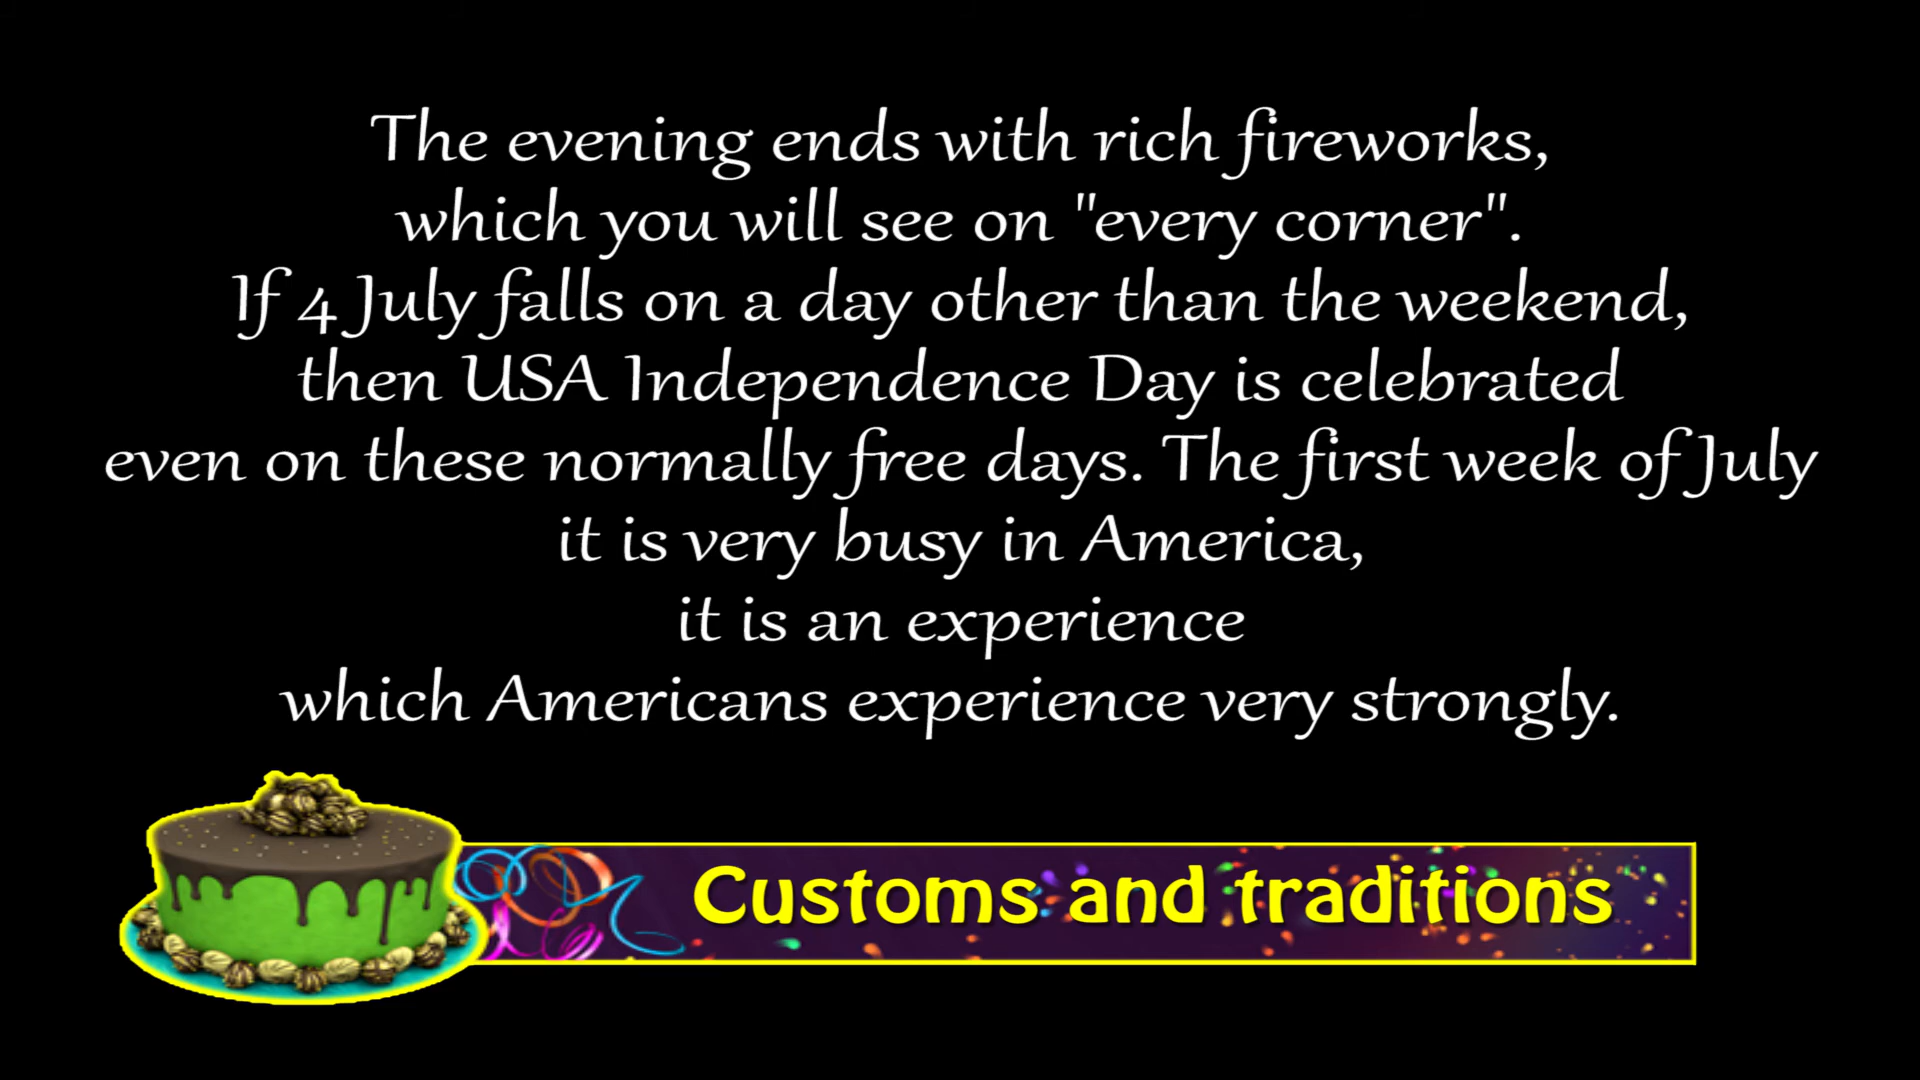 The evening ends with rich fireworks,
which you will see on "every corner".
If 4 July falls on a day other than the weekend,
then USA Independence Day is celebrated
even on these normally free days. The first week of July
it is very busy in America,
it is an experience
which Americans experience very strongly.
Customs and traditions